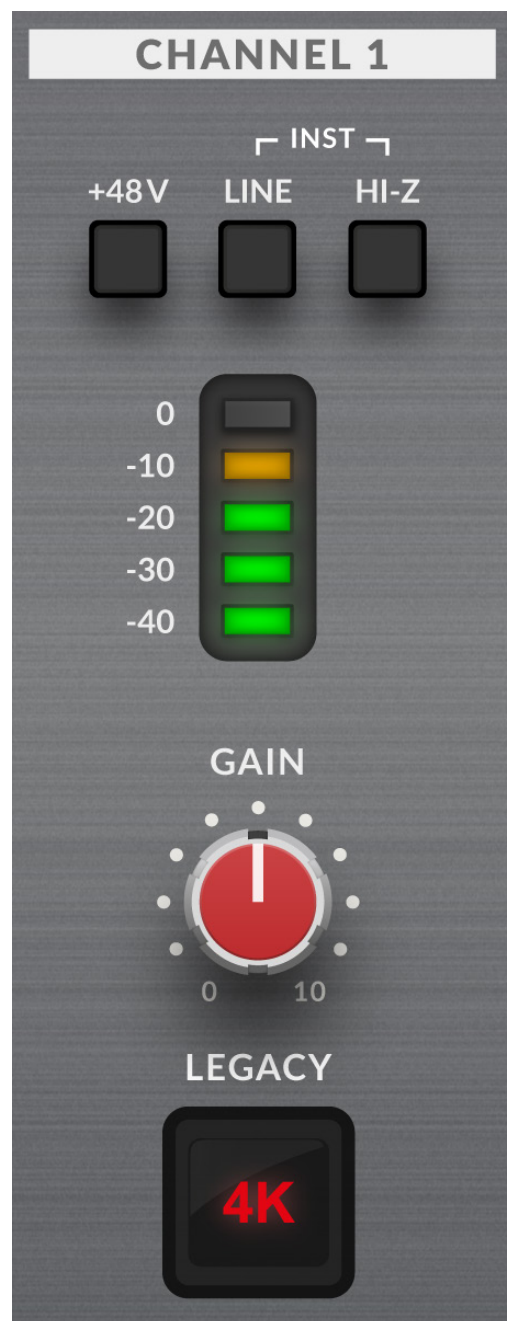 CHANNEL 1
INST
+48V LINE HI-Z
0
-10
-20
-30
-40
GAIN
0 10
LEGACY
4K